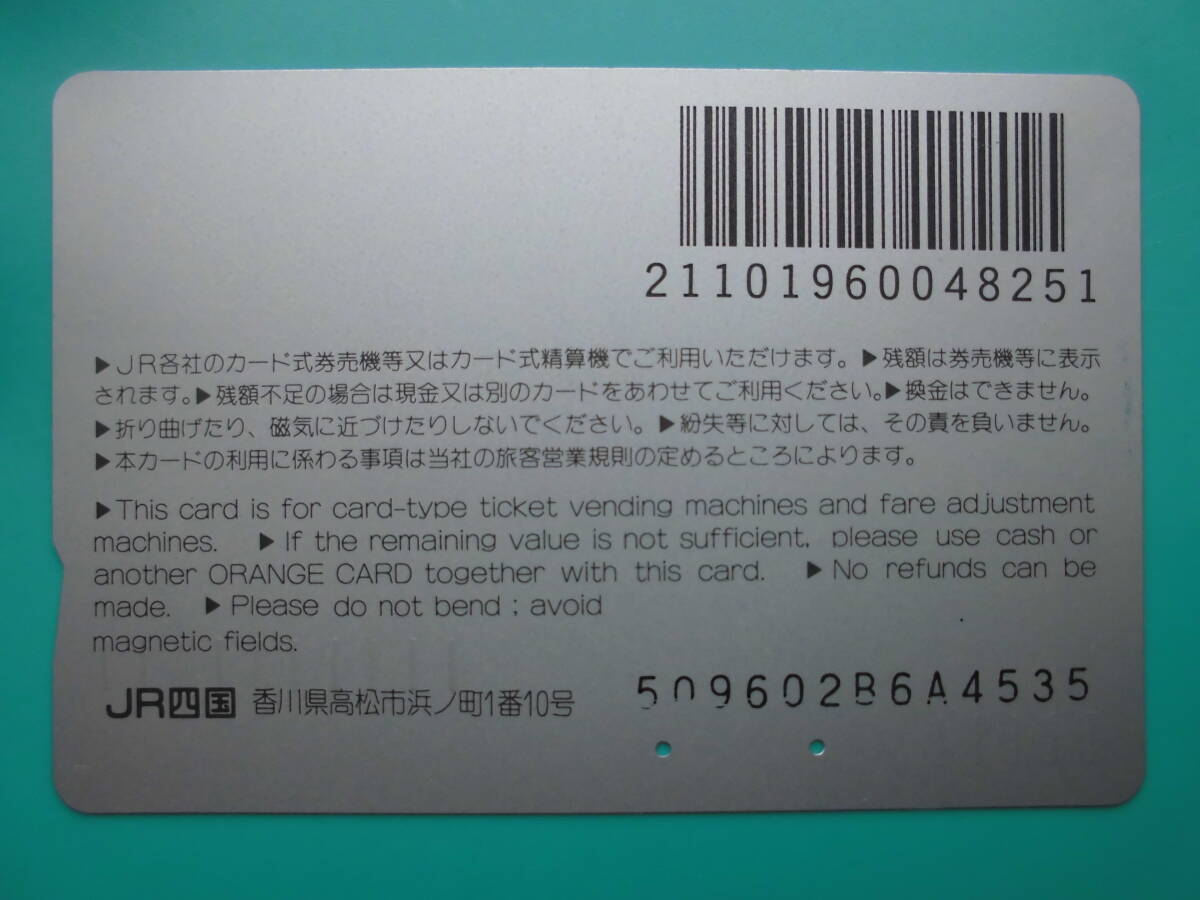 21101960048251
▶JR各社のカード式券売機等又はカード式精算機でご利用いただけます。▶残額は券売機等に表示
されます。▶残額不足の場合は現金又は別のカードをあわせてご利用ください。▶換金はできません。
▶折り曲げたり、磁気に近づけたりしないでください。▶紛失等に対しては、その責を負いません。
▶本カードの利用に係わる事項は当社の旅客営業規則の定めるところによります。
▶This card is for card-type ticket vending machines and fare adjustment
machines. ▶If the remaining value is not sufficient, please use cash or
another ORANGE CARD together with this card. ▶No refunds can be
made. ▶Please do not bend ; avoid
magnetic fields.
JR四国 香川県高松市浜ノ町1番10号 509602B6A4535